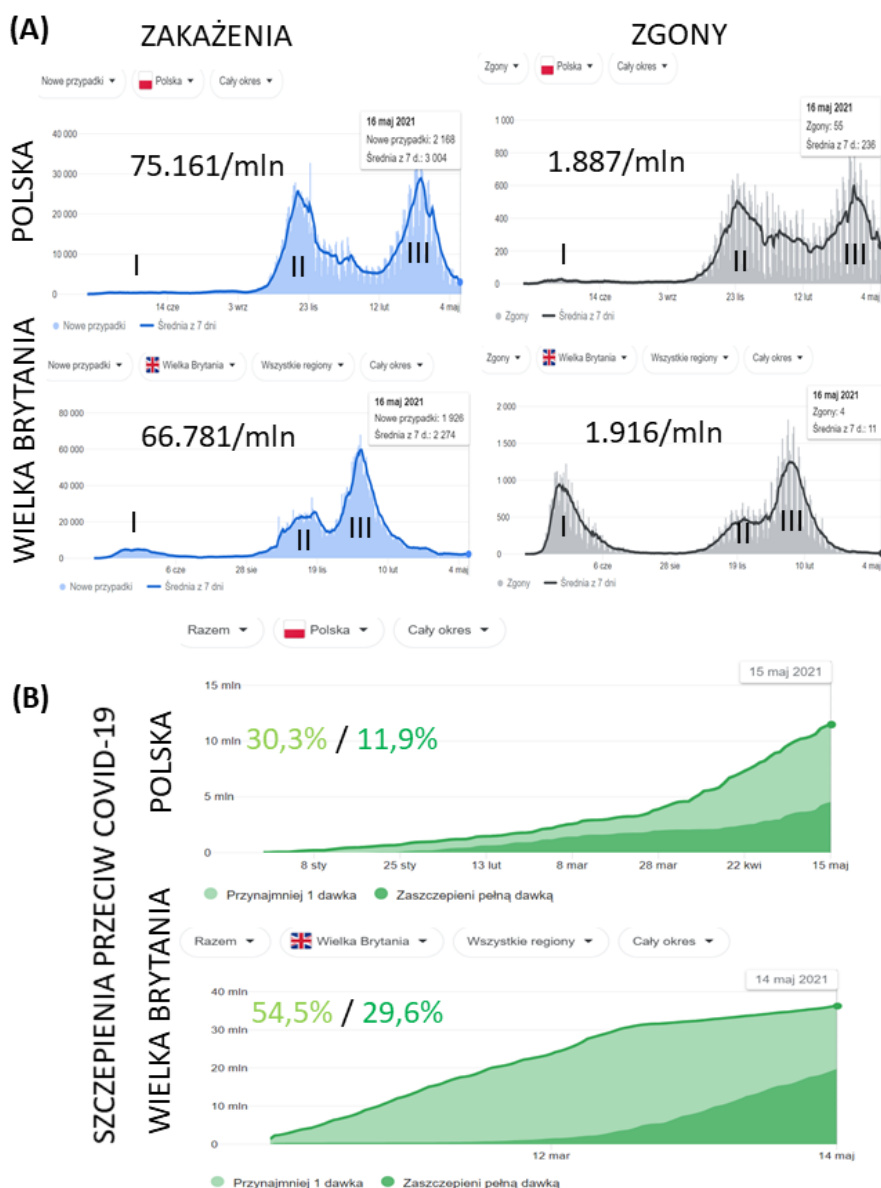 (A)
ZAKAŻENIA
ZGONY
POLSKA
Nowe przypadki
Polska
Cały okres
16 maj 2021
Nowe przypadki: 2 168
Średnia z 7 d.: 3 004
75.161/mln
40 000
30 000
20 000
10 000
0
I
II
III
14 cze
3 wrz
23 lis
12 lut
4 maj
Nowe przypadki
Średnia z 7 dni
Zgony
Polska
Cały okres
16 maj 2021
Zgony: 55
Średnia z 7 d.: 236
1.887/mln
1 000
800
600
400
200
0
I
II
III
14 cze
3 wrz
23 lis
12 lut
4 maj
Zgony
Średnia z 7 dni
WIELKA BRYTANIA
Nowe przypadki
Wielka Brytania
Wszystkie regiony
Cały okres
16 maj 2021
Nowe przypadki: 1 926
Średnia z 7 d.: 2 274
66.781/mln
80 000
60 000
40 000
20 000
0
I
II
III
6 cze
28 sie
19 lis
10 lut
4 maj
Nowe przypadki
Średnia z 7 dni
Zgony
Wielka Brytania
Wszystkie regiony
Cały okres
16 maj 2021
Zgony: 4
Średnia z 7 d.: 11
1.916/mln
2 000
1 500
1 000
500
0
I
II
III
6 cze
28 sie
19 lis
10 lut
4 maj
Zgony
Średnia z 7 dni
(B)
SZCZEPIENIA PRZECIW COVID-19
POLSKA
Razem
Polska
Cały okres
15 maj 2021
30,3% / 11,9%
15 mln
10 mln
5 mln
0
8 sty
25 sty
13 lut
8 mar
28 mar
22 kwi
15 maj
Przynajmniej 1 dawka
Zaszczepieni pełną dawką
WIELKA BRYTANIA
Razem
Wielka Brytania
Wszystkie regiony
Cały okres
14 maj 2021
54,5% / 29,6%
40 mln
30 mln
20 mln
10 mln
0
12 mar
14 maj
Przynajmniej 1 dawka
Zaszczepieni pełną dawką